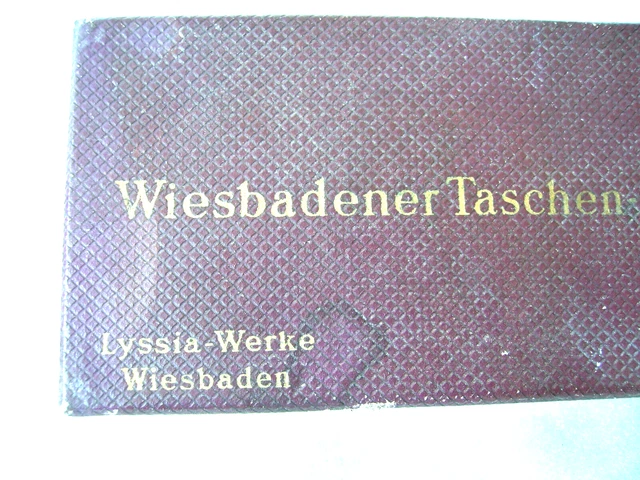 Wiesbadener Taschen-
Lyssia-Werke
Wiesbaden